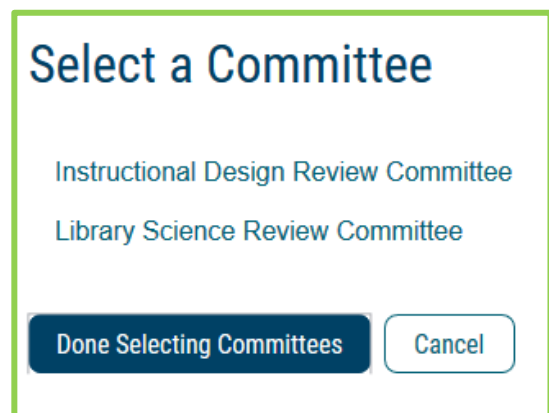 Select a Committee
Instructional Design Review Committee
Library Science Review Committee
Done Selecting Committees Cancel